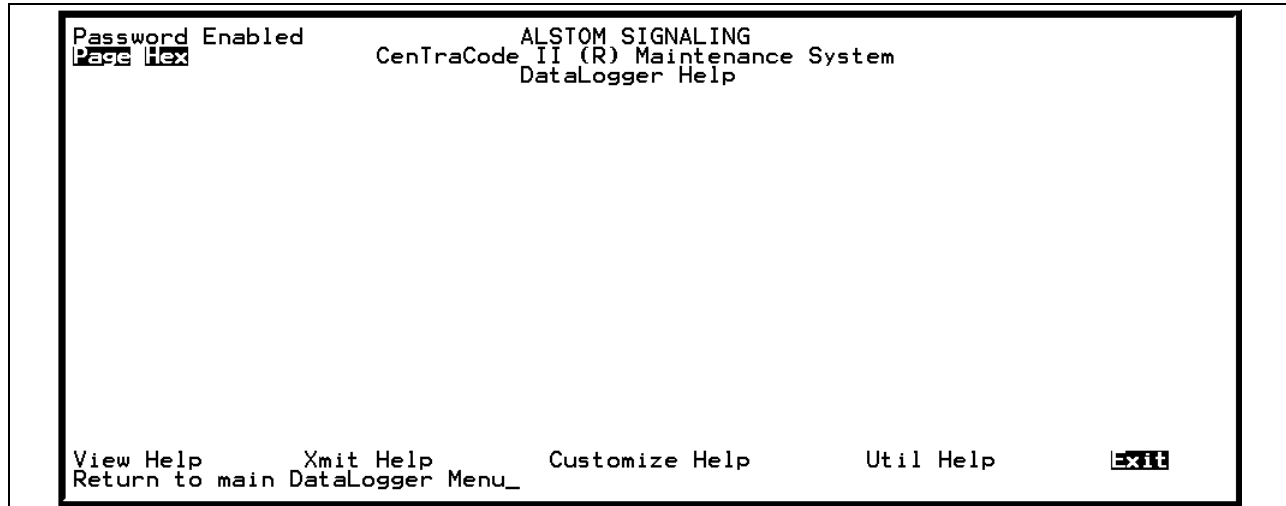 Password Enabled ALSTOM SIGNALING
Page Hex CenTraCode II (R) Maintenance System
DataLogger Help
View Help Xmit Help Customize Help Util Help Exit
Return to main DataLogger Menu_